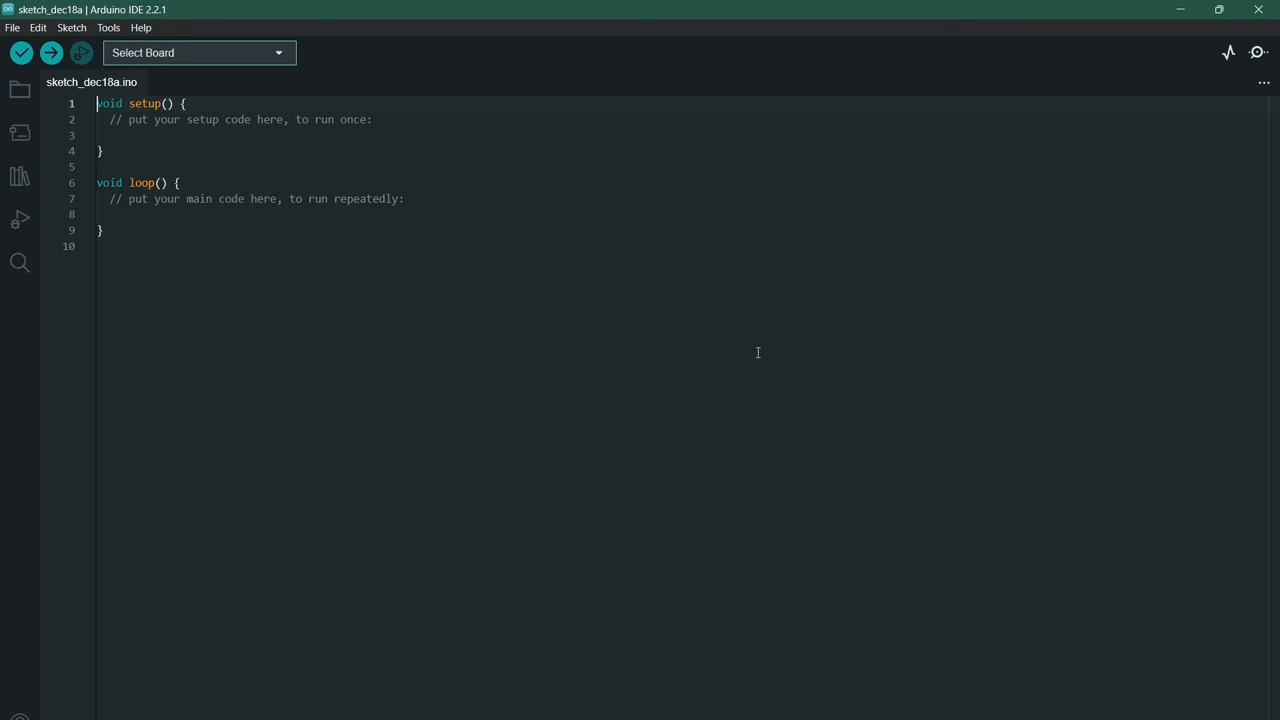 sketch_dec18a | Arduino IDE 2.2.1
File Edit Sketch Tools Help
Select Board
sketch_dec18a.ino
1 void setup() {
2 // put your setup code here, to run once:
3
4 }
5
6 void loop() {
7 // put your main code here, to run repeatedly:
8
9 }
10